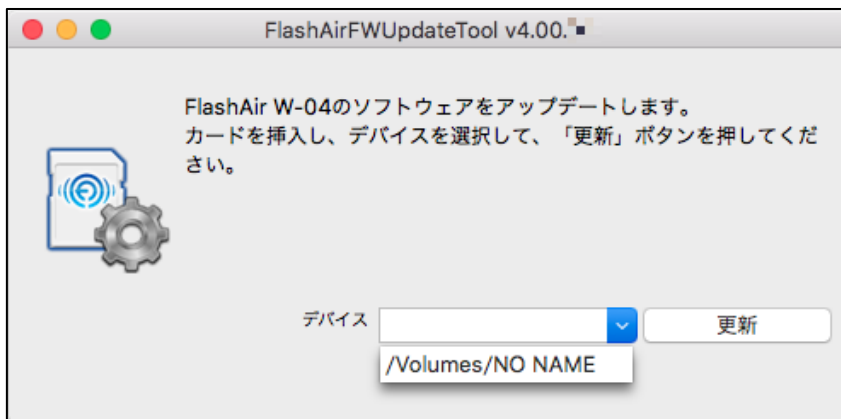 FlashAirFWUpdateTool v4.00.
FlashAir W-04のソフトウェアをアップデートします。
カードを挿入し、デバイスを選択して、「更新」ボタンを押してくだ
さい。
デバイス
更新
/Volumes/NO NAME